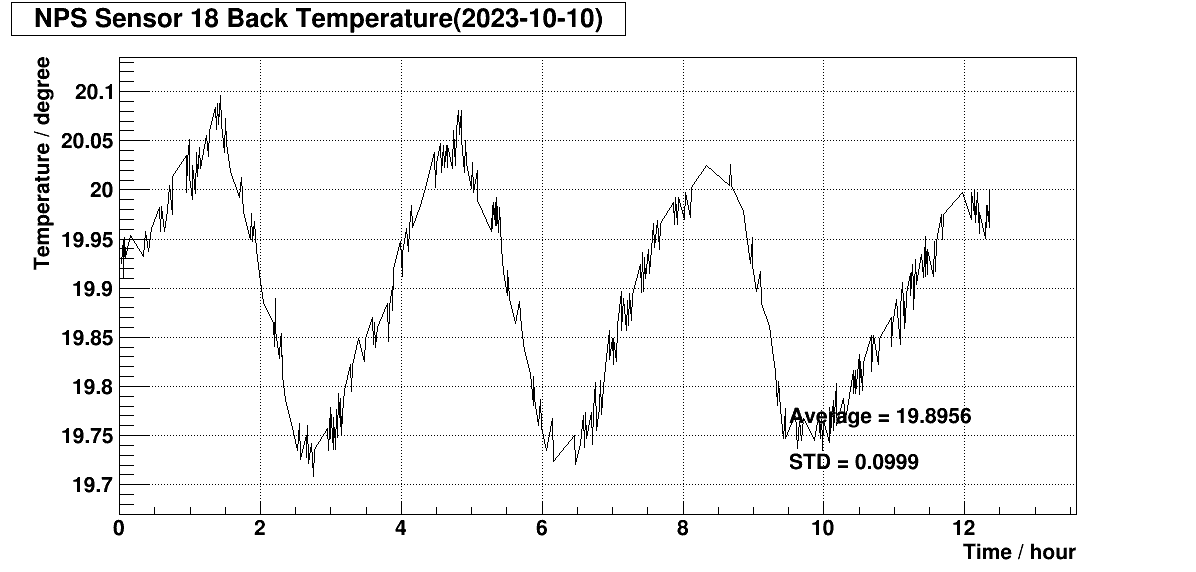 NPS Sensor 18 Back Temperature(2023-10-10)
Temperature / degree
20.1
20.05
20
19.95
19.9
19.85
19.8
19.75
19.7
Average = 19.8956
STD = 0.0999
0 2 4 6 8 10 12
Time / hour